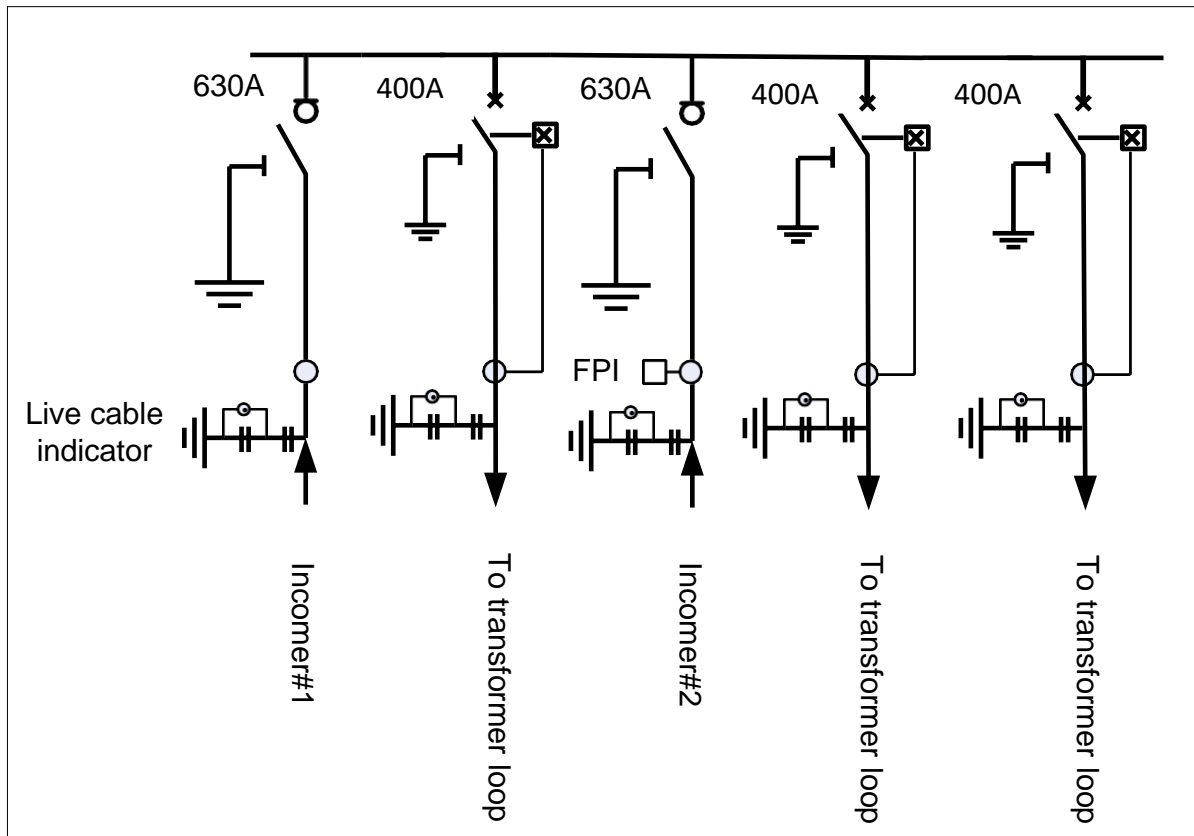 630A
400A
630A
400A
400A
FPI
Live cable
indicator
Incomer#1
To transformer loop
Incomer#2
To transformer loop
To transformer loop